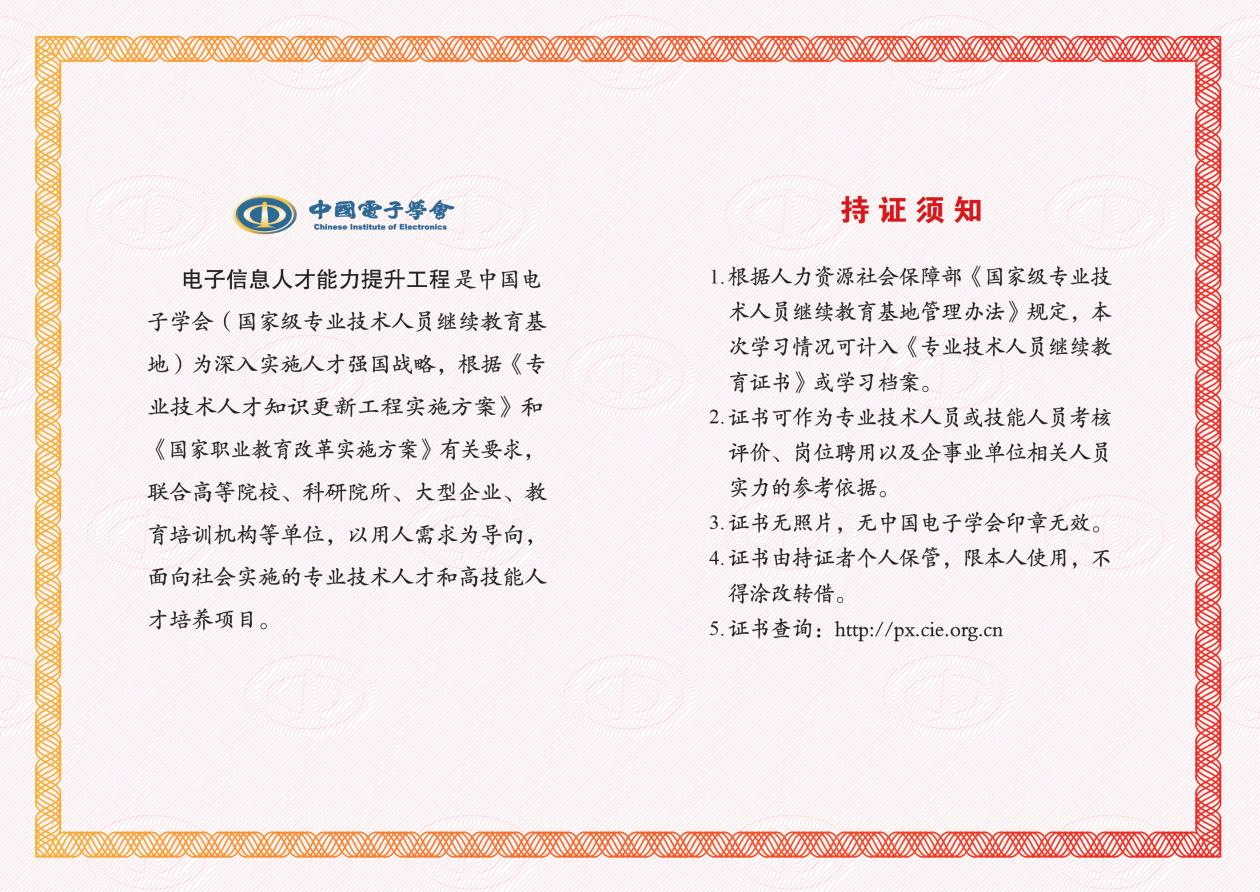 中國電子學會
Chinese Institute of Electronics
电子信息人才能力提升工程是中国电
子学会（国家级专业技术人员继续教育基
地）为深入实施人才强国战略，根据《专
业技术人才知识更新工程实施方案》和
《国家职业教育改革实施方案》有关要求，
联合高等院校、科研院所、大型企业、教
育培训机构等单位，以用人需求为导向，
面向社会实施的专业技术人才和高技能人
才培养项目。
持证须知
1. 根据人力资源社会保障部《国家级专业技
术人员继续教育基地管理办法》规定，本
次学习情况可计入《专业技术人员继续教
育证书》或学习档案。
2. 证书可作为专业技术人员或技能人员考核
评价、岗位聘用以及企事业单位相关人员
实力的参考依据。
3. 证书无照片，无中国电子学会印章无效。
4. 证书由持证者个人保管，限本人使用，不
得涂改转借。
5. 证书查询：http://px.cie.org.cn